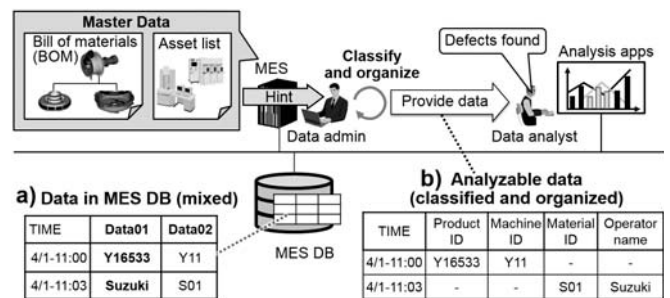 Master Data
Bill of materials
(BOM)
Asset list
MES
Hint
Classify
and organize
Data admin
Provide data
Defects found
Data analyst
Analysis apps
a) Data in MES DB (mixed)
TIME Data01 Data02
4/1-11:00 Y16533 Y11
4/1-11:03 Suzuki S01
MES DB
b) Analyzable data
(classified and organized)
TIME Product ID Machine ID Material ID Operator name
4/1-11:00 Y16533 Y11 - -
4/1-11:03 - - S01 Suzuki